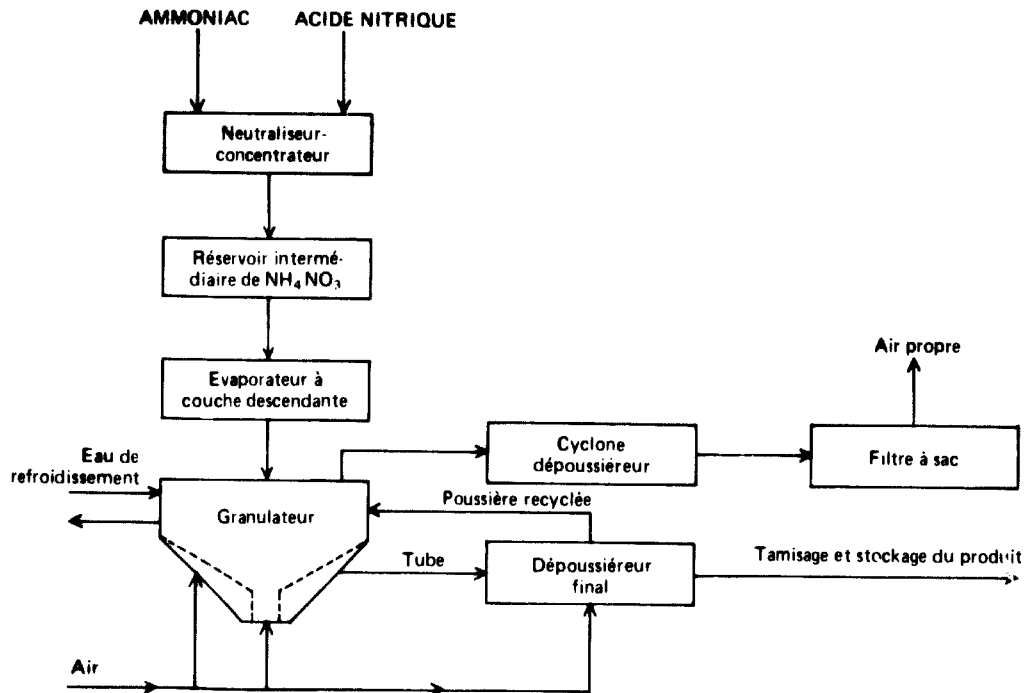 AMMONIAC
ACIDE NITRIQUE
Neutraliseur-
concentrateur
Réservoir intermé-
diaire de NH₄NO₃
Evaporateur à
couche descendante
Air propre
Eau de
refroidissement
Cyclone
dépoussiéreur
Filtre à sac
Granulateur
Poussière recyclée
Tube
Dépoussiéreur
final
Tamisage et stockage du produit
Air